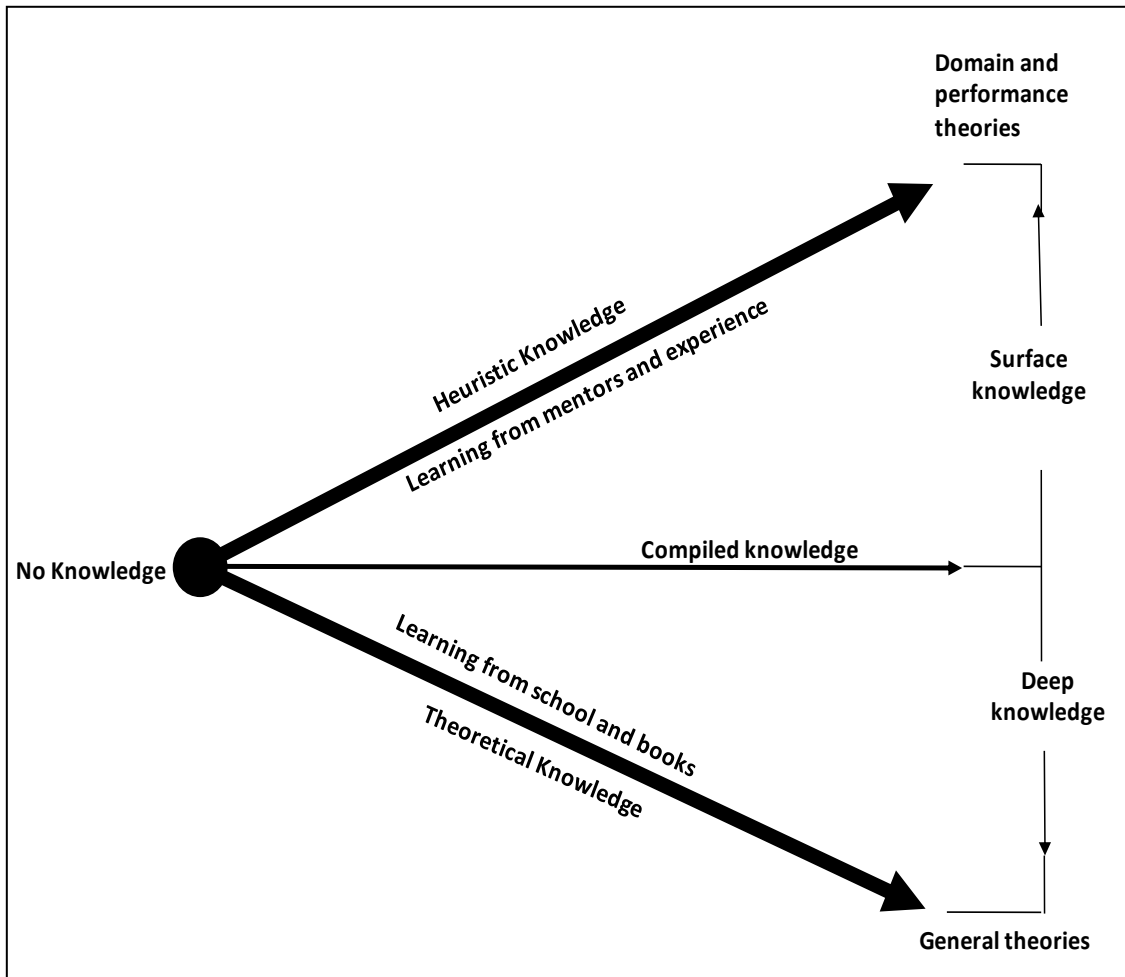 Domain and
performance
theories
Heuristic Knowledge
Learning from mentors and experience
Surface
knowledge
Compiled knowledge
No Knowledge
Learning from school and books
Theoretical Knowledge
Deep
knowledge
General theories